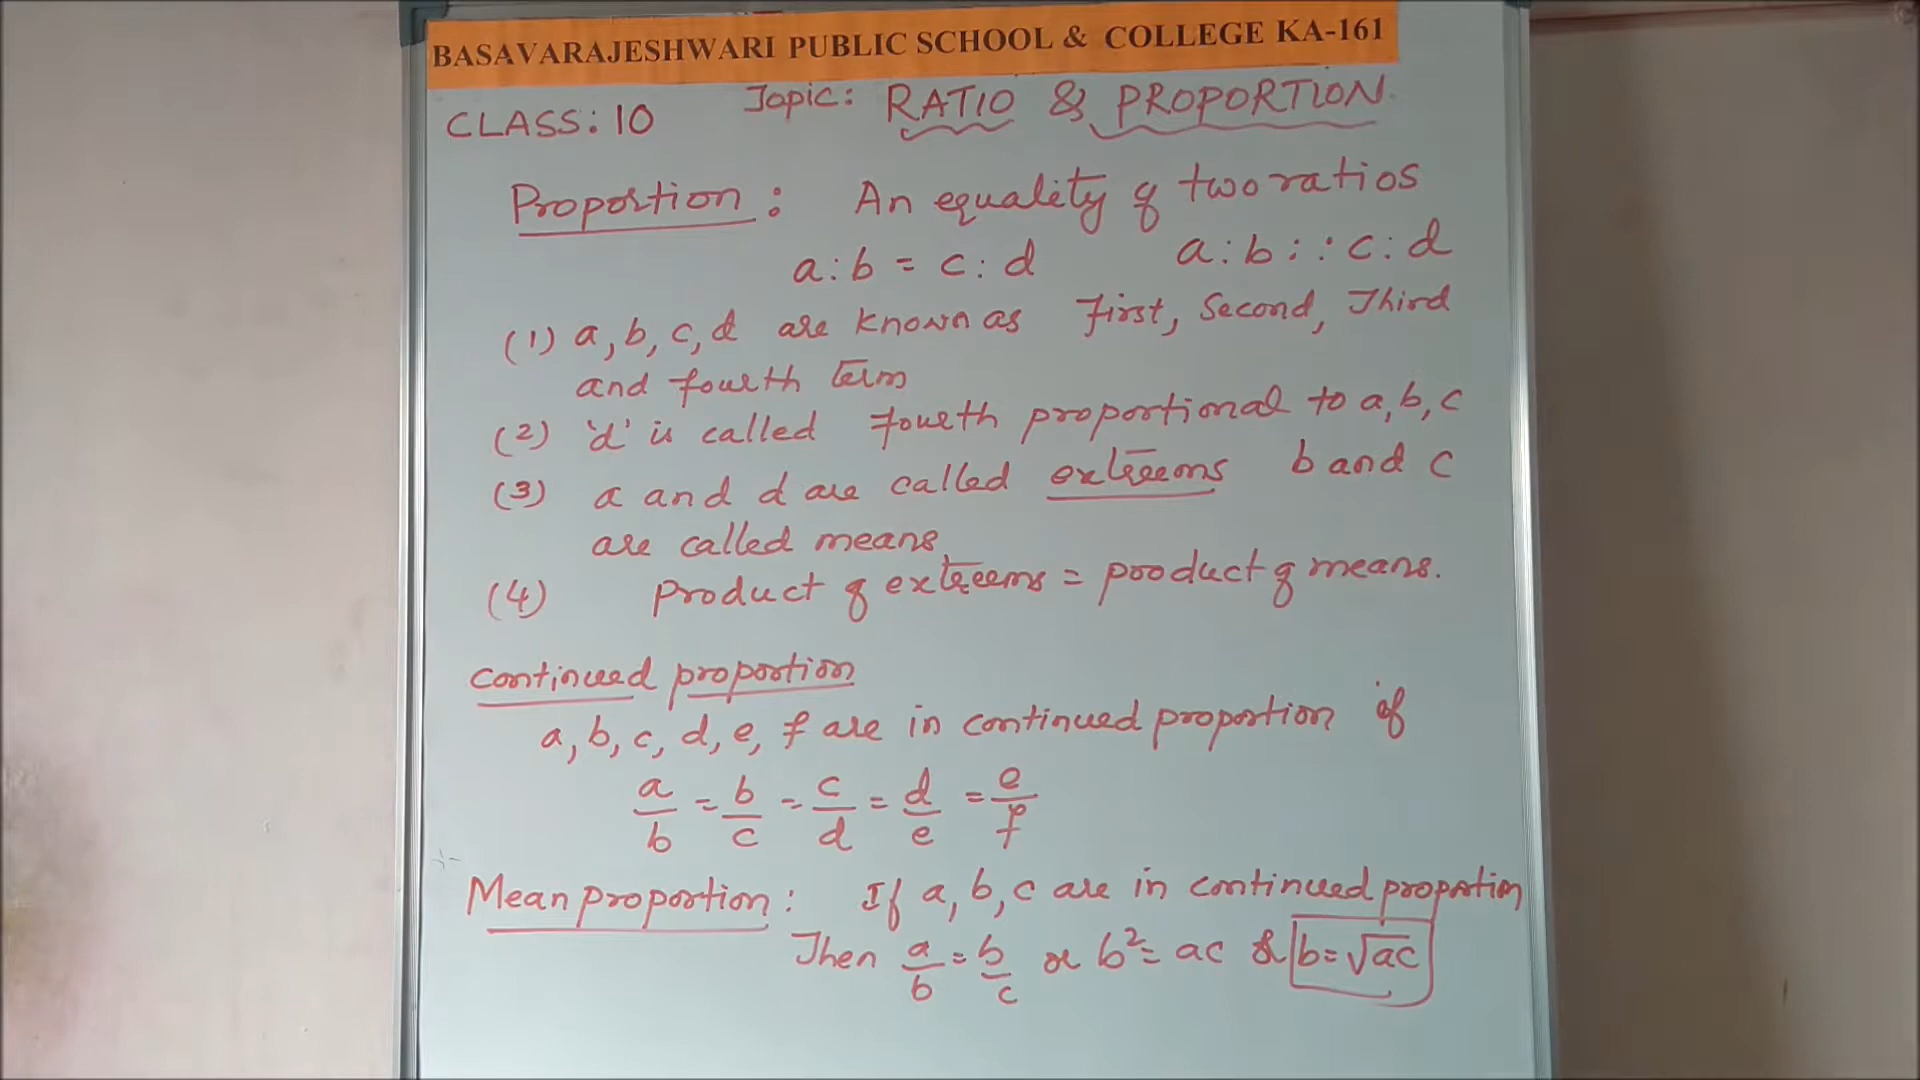 BASAVARAJESHWARI PUBLIC SCHOOL & COLLEGE KA-161
CLASS: 10 Topic: RATIO & PROPORTION.
Proportion : An equality of two ratios
a:b = c:d a:b::c:d
(1) a, b, c, d are known as First, Second, Third
and fourth term
(2) 'd' is called fourth proportional to a, b, c
(3) a and d are called extreems b and c
are called means
(4) Product of extreems = product of means.
Continued proportion
a, b, c, d, e, f are in continued proportion if
a/b = b/c = c/d = d/e = e/f
Mean proportion : If a, b, c are in continued proportion
Then a/b = b/c or b² = ac & b = √ac